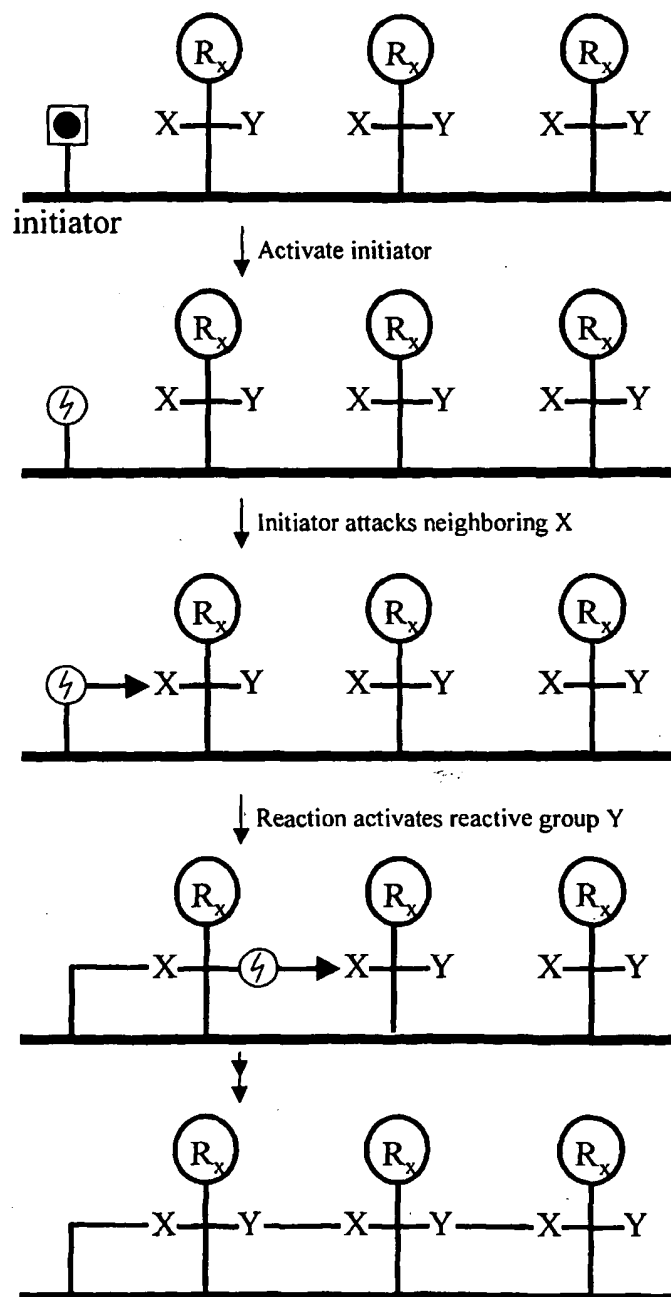 Rx Rx Rx
X Y X Y X Y
initiator
Activate initiator
Rx Rx Rx
X Y X Y X Y
Initiator attacks neighboring X
Rx Rx Rx
X Y X Y X Y
Reaction activates reactive group Y
Rx Rx Rx
X X Y X Y
Rx Rx Rx
X Y X Y X Y